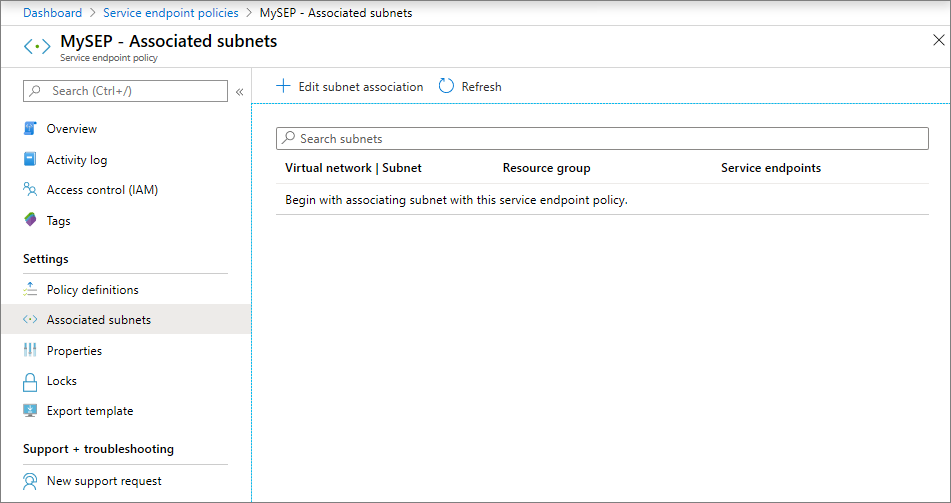 Dashboard > Service endpoint policies > MySEP - Associated subnets
MySEP - Associated subnets
Service endpoint policy
Search (Ctrl+/)
Overview
Activity log
Access control (IAM)
Tags
Settings
Policy definitions
Associated subnets
Properties
Locks
Export template
Support + troubleshooting
New support request
Edit subnet association Refresh
Search subnets
Virtual network | Subnet Resource group Service endpoints
Begin with associating subnet with this service endpoint policy.